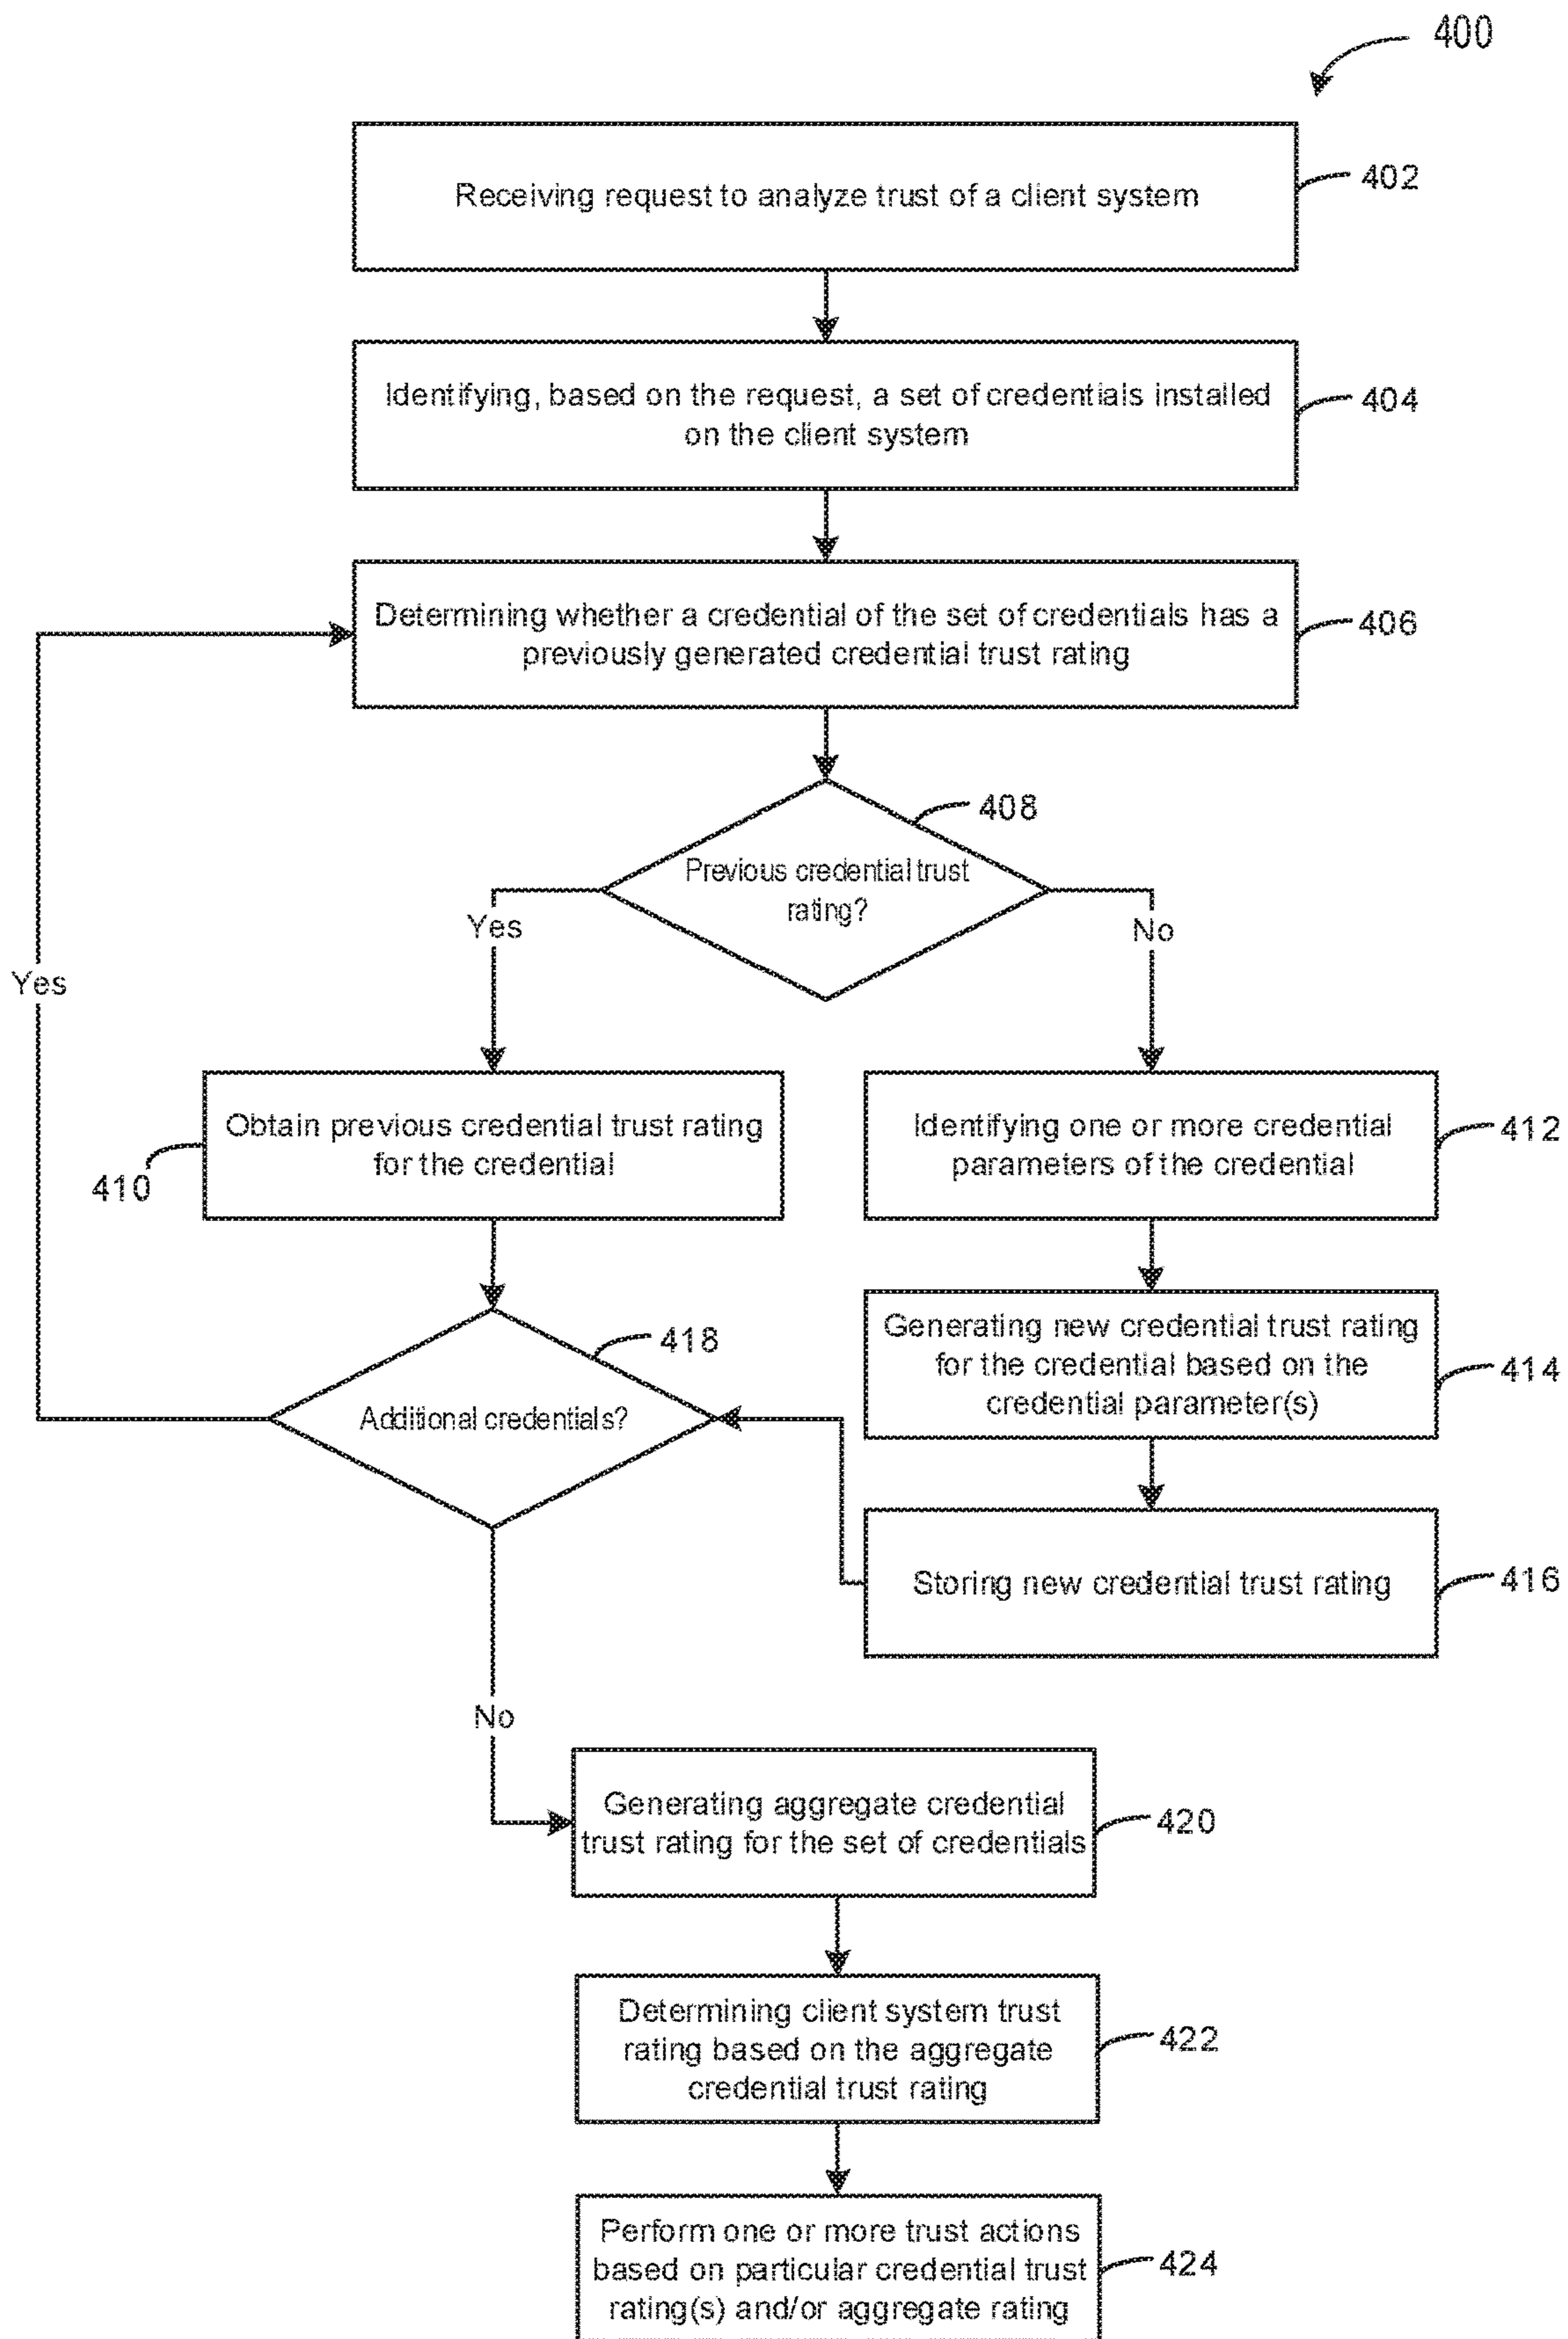 400
Receiving request to analyze trust of a client system
402
Identifying, based on the request, a set of credentials installed
on the client system
404
Determining whether a credential of the set of credentials has a
previously generated credential trust rating
406
408
Previous credential trust
rating?
Yes
No
Yes
Obtain previous credential trust rating
for the credential
410
Identifying one or more credential
parameters of the credential
412
418
Additional credentials?
Generating new credential trust rating
for the credential based on the
credential parameter(s)
414
Storing new credential trust rating
416
No
Generating aggregate credential
trust rating for the set of credentials
420
Determining client system trust
rating based on the aggregate
credential trust rating
422
Perform one or more trust actions
based on particular credential trust
rating(s) and/or aggregate rating
424